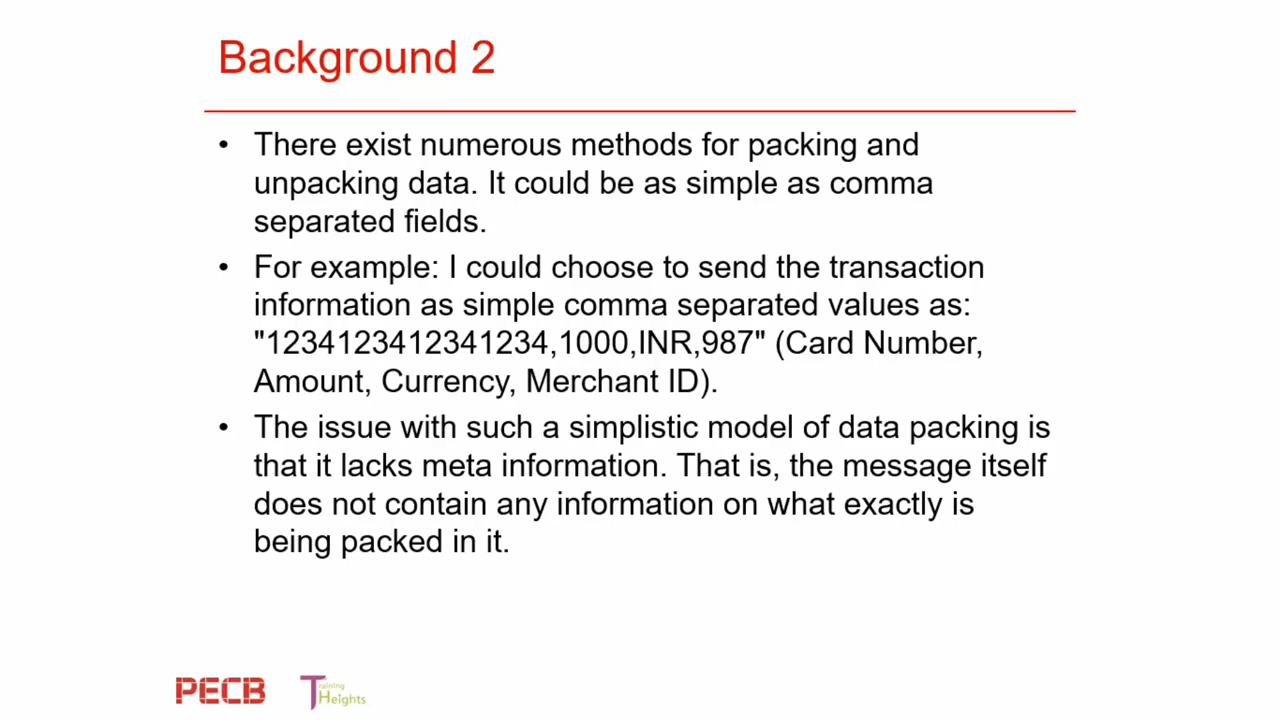 Background 2
• There exist numerous methods for packing and
unpacking data. It could be as simple as comma
separated fields.
• For example: I could choose to send the transaction
information as simple comma separated values as:
"1234123412341234,1000,INR,987" (Card Number,
Amount, Currency, Merchant ID).
• The issue with such a simplistic model of data packing is
that it lacks meta information. That is, the message itself
does not contain any information on what exactly is
being packed in it.
PECB
Training
Heights